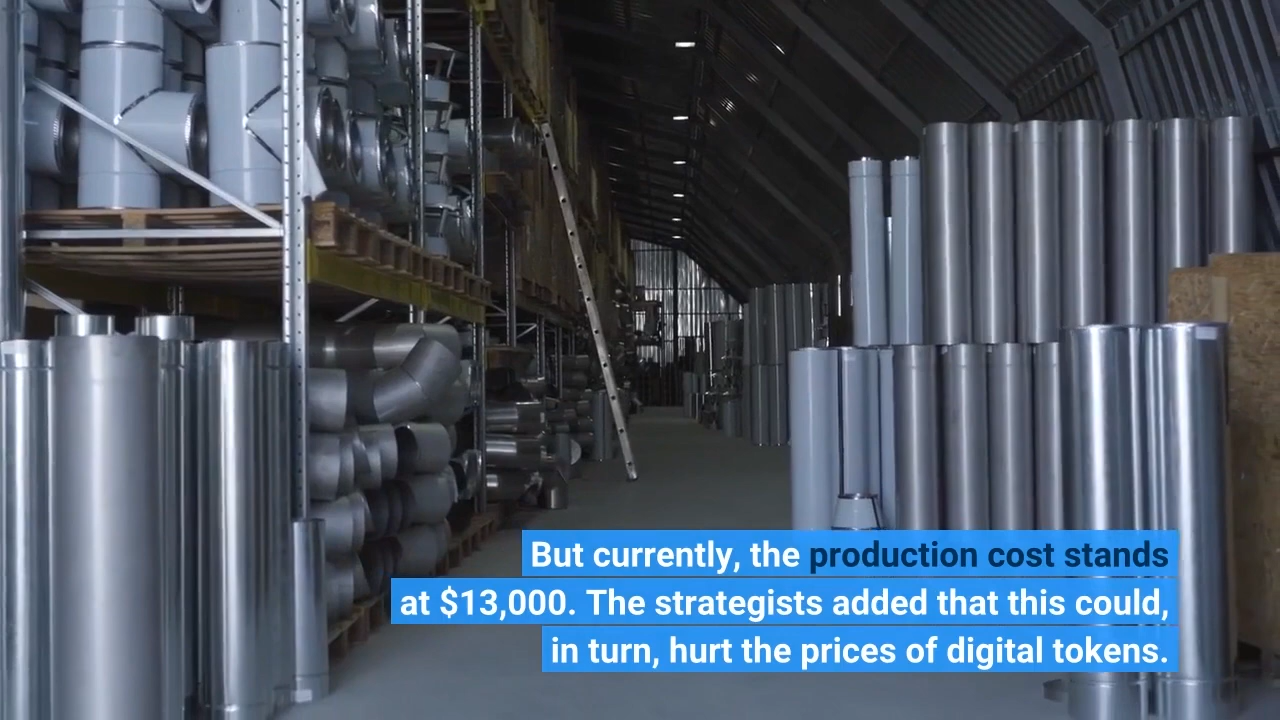 But currently, the production cost stands
at $13,000. The strategists added that this could,
in turn, hurt the prices of digital tokens.